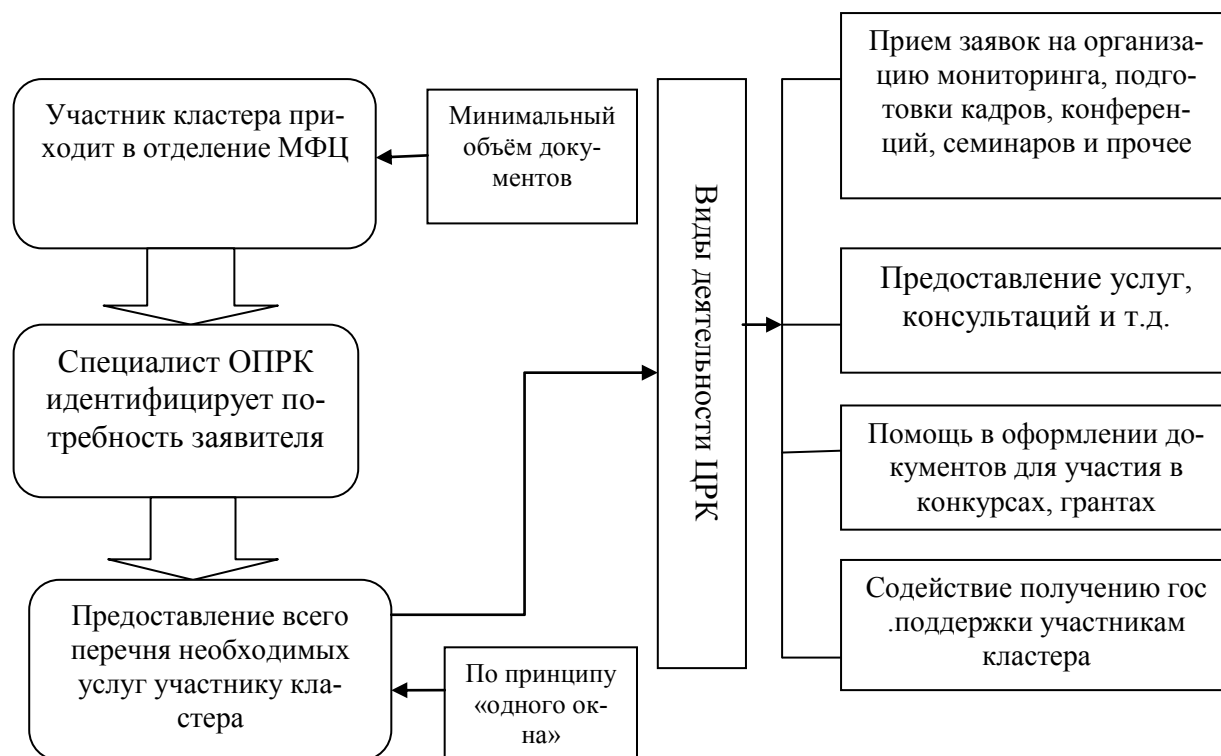 Участник кластера при-
ходит в отделение МФЦ
Минимальный
объём доку-
ментов
Специалист ОПРК
идентифицирует по-
требность заявителя
Предоставление всего
перечня необходимых
услуг участнику кла-
стера
По принципу
«одного ок-
на»
Виды деятельности ЦРК
Прием заявок на организа-
цию мониторинга, подго-
товки кадров, конферен-
ций, семинаров и прочее
Предоставление услуг,
консультаций и т.д.
Помощь в оформлении до-
кументов для участия в
конкурсах, грантах
Содействие получению гос
.поддержки участникам
кластера